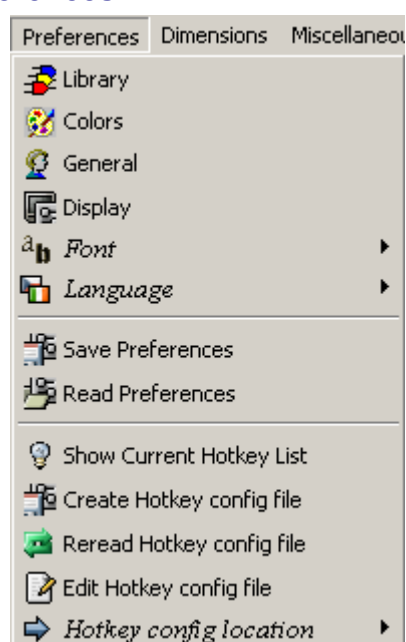 Preferences Dimensions Miscellaneou
Library
Colors
General
Display
Font
Language
Save Preferences
Read Preferences
Show Current Hotkey List
Create Hotkey config file
Reread Hotkey config file
Edit Hotkey config file
Hotkey config location